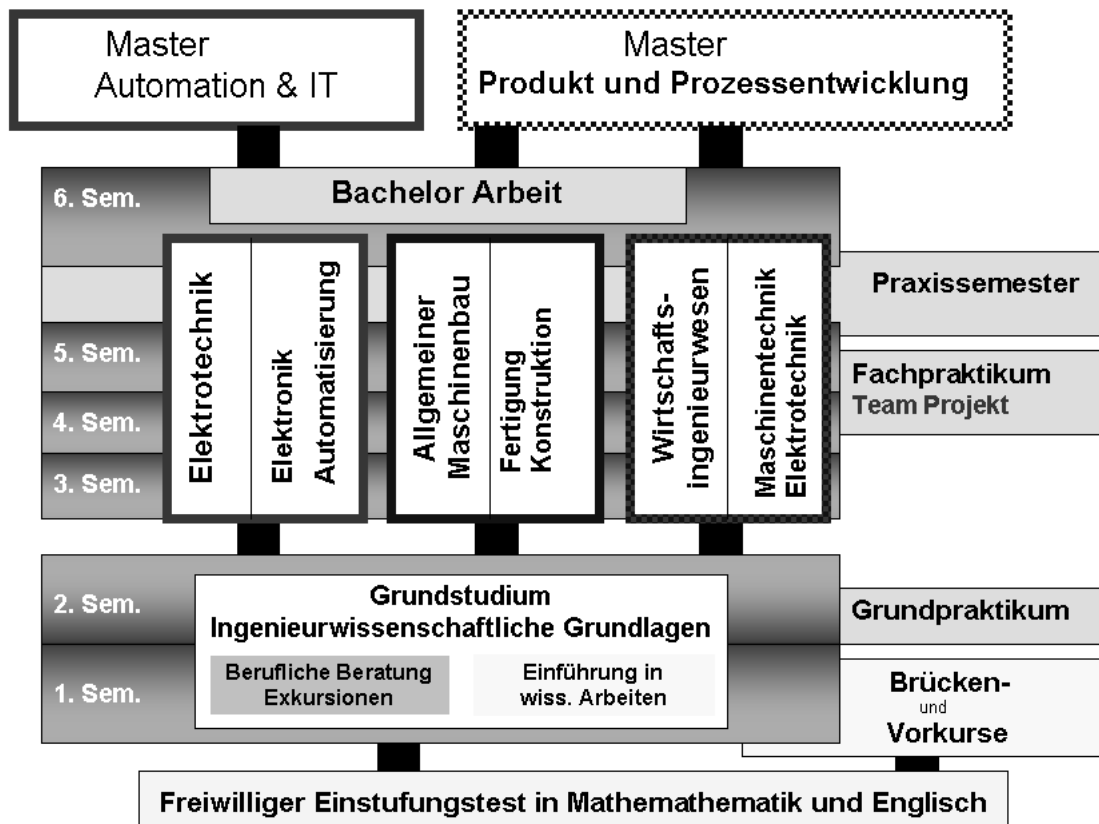 Master
Automation & IT
Master
Produkt und Prozessentwicklung
6. Sem.
Bachelor Arbeit
Elektrotechnik
Elektronik
Automatisierung
Allgemeiner
Maschinenbau
Fertigung
Konstruktion
Wirtschafts-
ingenieurwesen
Maschinentechnik
Elektrotechnik
Praxissemester
5. Sem.
Fachpraktikum
Team Projekt
4. Sem.
3. Sem.
2. Sem.
Grundstudium
Ingenieurwissenschaftliche Grundlagen
Grundpraktikum
1. Sem.
Berufliche Beratung
Exkursionen
Einführung in
wiss. Arbeiten
Brücken-
und
Vorkurse
Freiwilliger Einstufungstest in Mathemathematik und Englisch